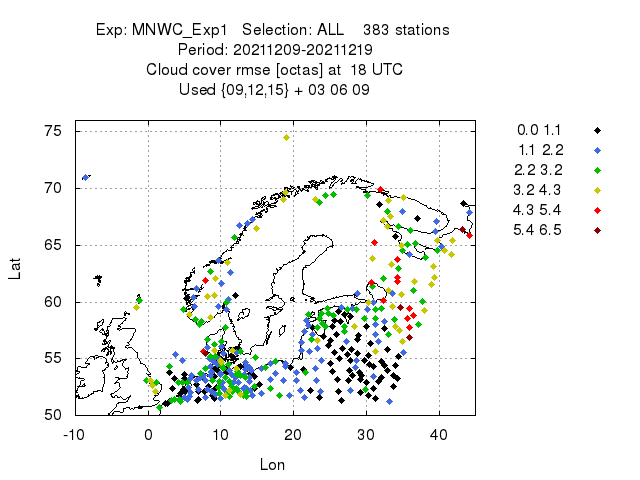 Exp: MNWC_Exp1 Selection: ALL 383 stations
Period: 20211209-20211219
Cloud cover rmse [octas] at 18 UTC
Used {09,12,15} + 03 06 09
0.0 1.1
1.1 2.2
2.2 3.2
3.2 4.3
4.3 5.4
5.4 6.5
75
70
65
60
55
50
Lat
-10 0 10 20 30 40
Lon